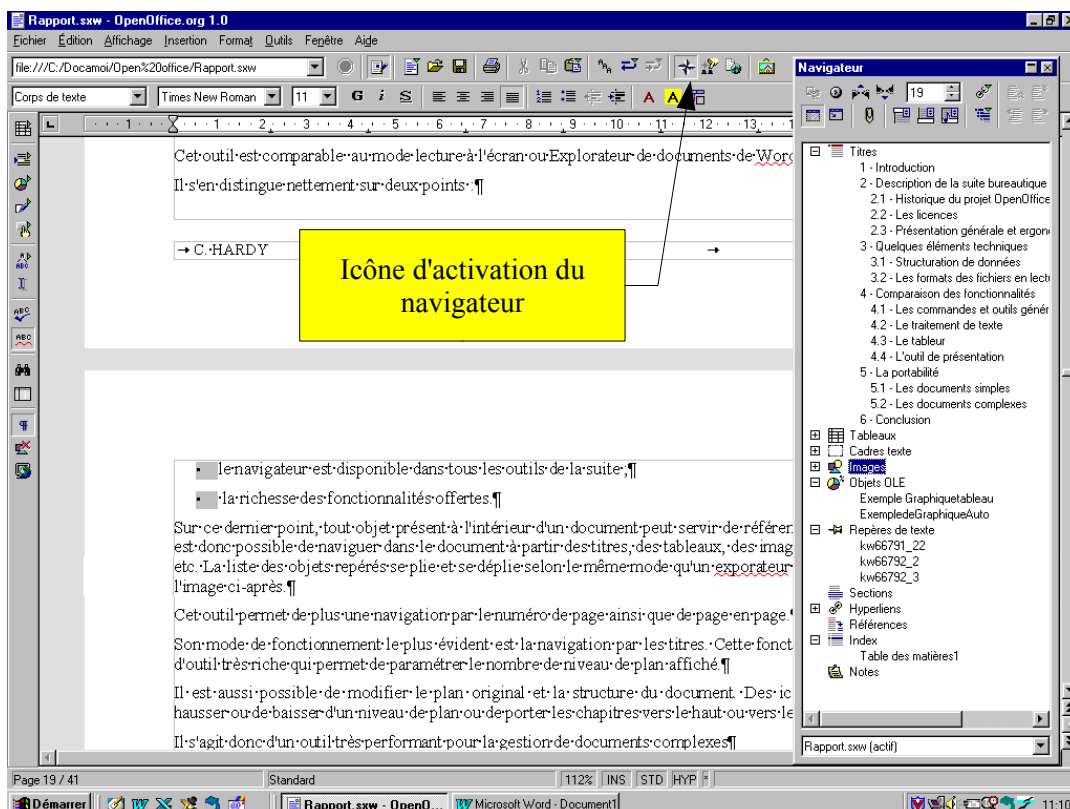 Rapport.sxw - OpenOffice.org 1.0
Fichier Édition Affichage Insertion Format Outils Fenêtre Aide
file:///C:/Docamoi/Open%20office/Rapport.sxw
Corps de texte Times New Roman 11 G i S A A
Cet outil est comparable au mode lecture à l'écran ou Explorateur de documents de Word
Il s'en distingue nettement sur deux points :¶
→ C. HARDY →
Icône d'activation du
navigateur
le navigateur est disponible dans tous les outils de la suite ;¶
la richesse des fonctionnalités offertes.¶
Sur ce dernier point, tout objet présent à l'intérieur d'un document peut servir de référen
est donc possible de naviguer dans le document à partir des titres, des tableaux, des imag
etc. La liste des objets repérés se plie et se déplie selon le même mode qu'un exporateur
l'image ci-après.¶
Cet outil permet de plus une navigation par le numéro de page ainsi que de page en page.
Son mode de fonctionnement le plus évident est la navigation par les titres. Cette fonct
d'outil très riche qui permet de paramétrer le nombre de niveau de plan affiché.¶
Il est aussi possible de modifier le plan original et la structure du document. Des ic
hausser ou de baisser d'un niveau de plan ou de porter les chapitres vers le haut ou vers le
Il s'agit donc d'un outil très performant pour la gestion de documents complexes¶
Navigateur
19
Titres
1 - Introduction
2 - Description de la suite bureautique
2.1 - Historique du projet OpenOffice
2.2 - Les licences
2.3 - Présentation générale et ergon
3 - Quelques éléments techniques
3.1 - Structuration de données
3.2 - Les formats des fichiers en lect
4 - Comparaison des fonctionnalités
4.1 - Les commandes et outils génér
4.2 - Le traitement de texte
4.3 - Le tableur
4.4 - L'outil de présentation
5 - La portabilité
5.1 - Les documents simples
5.2 - Les documents complexes
6 - Conclusion
Tableaux
Cadres texte
Images
Objets OLE
Exemple Graphiquetableau
ExempledeGraphiqueAuto
Repères de texte
kw66791_22
kw66792_2
kw66792_3
Sections
Hyperliens
Références
Index
Table des matières1
Notes
Rapport.sxw (actif)
Page 19 / 41 Standard 112% INS STD HYP *
Démarrer Rapport.sxw - OpenO... Microsoft Word - Document1 11:10